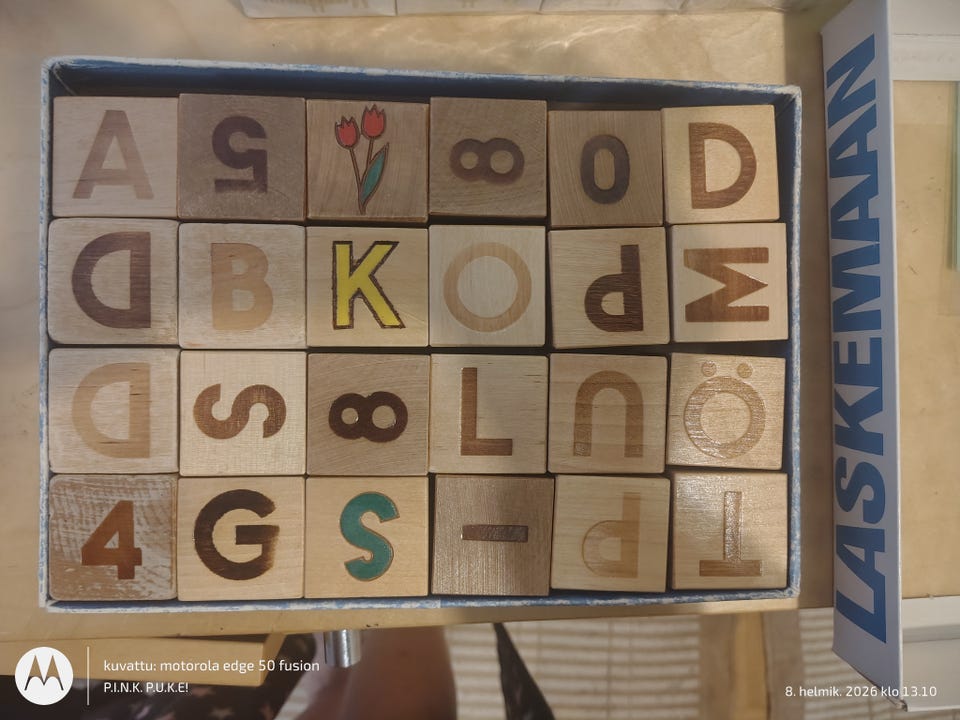 A 5 8 0 D
D B K O P M
D S 8 L U Ö
4 G S - P T
LASKEMAAN
kuvattu: motorola edge 50 fusion
P.I.N.K. P.U.K.E!
8. helmik. 2026 klo 13.10